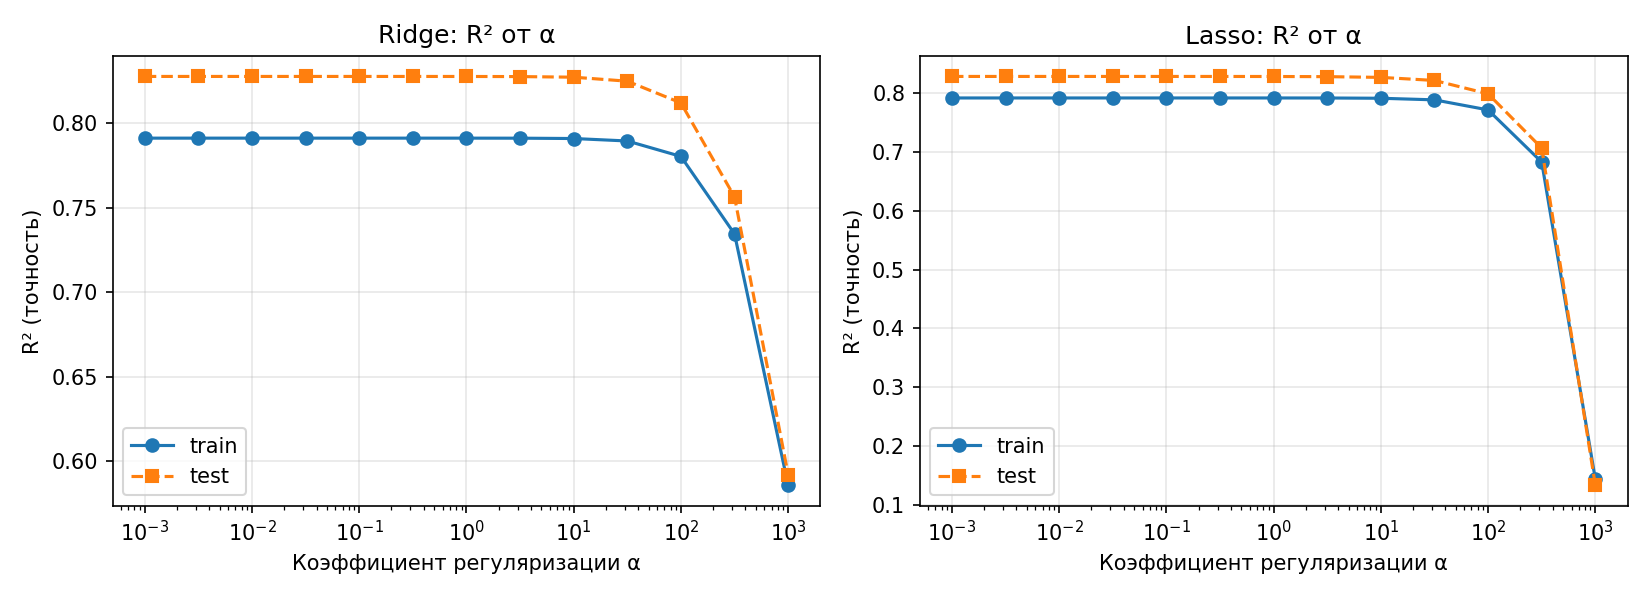 Ridge: R² от α
R² (точность)
0.80
0.75
0.70
0.65
0.60
train
test
10⁻³ 10⁻² 10⁻¹ 10⁰ 10¹ 10² 10³
Коэффициент регуляризации α
Lasso: R² от α
R² (точность)
0.8
0.7
0.6
0.5
0.4
0.3
0.2
0.1
train
test
10⁻³ 10⁻² 10⁻¹ 10⁰ 10¹ 10² 10³
Коэффициент регуляризации α